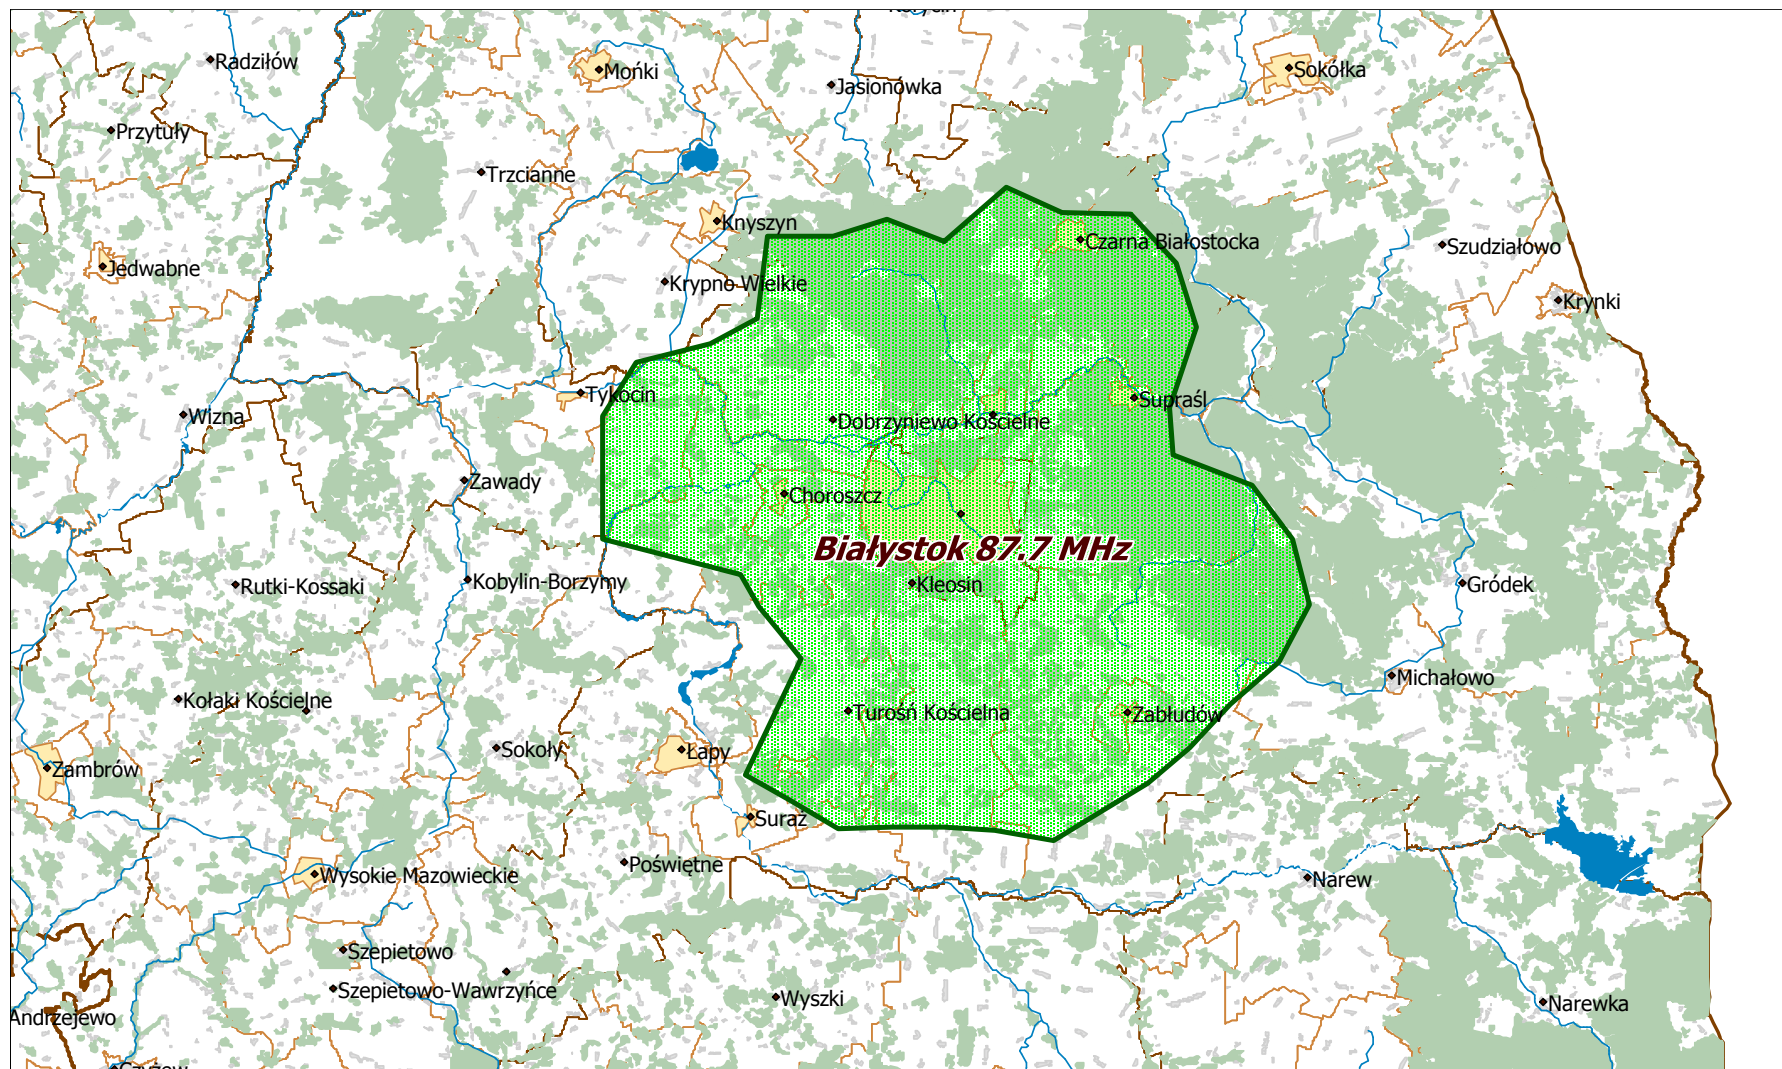 Korycin
Radziłów
Mońki
Sokółka
Jasionówka
Przytuły
Trzcianne
Knyszyn
Czarna Białostocka
Szudziałowo
Jedwabne
Krypno Wielkie
Krynki
Tykocin
Supraśl
Wizna
Dobrzyniewo Kościelne
Zawady
Choroszcz
Białystok 87.7 MHz
Rutki-Kossaki
Kobylin-Borzymy
Kleosin
Gródek
Michałowo
Kołaki Kościelne
Turośń Kościelna
Zabłudów
Sokoły
Łapy
Zambrów
Suraż
Poświętne
Wysokie Mazowieckie
Narew
Szepietowo
Szepietowo-Wawrzyńce
Wyszki
Narewka
Andrzejewo
Czyżew